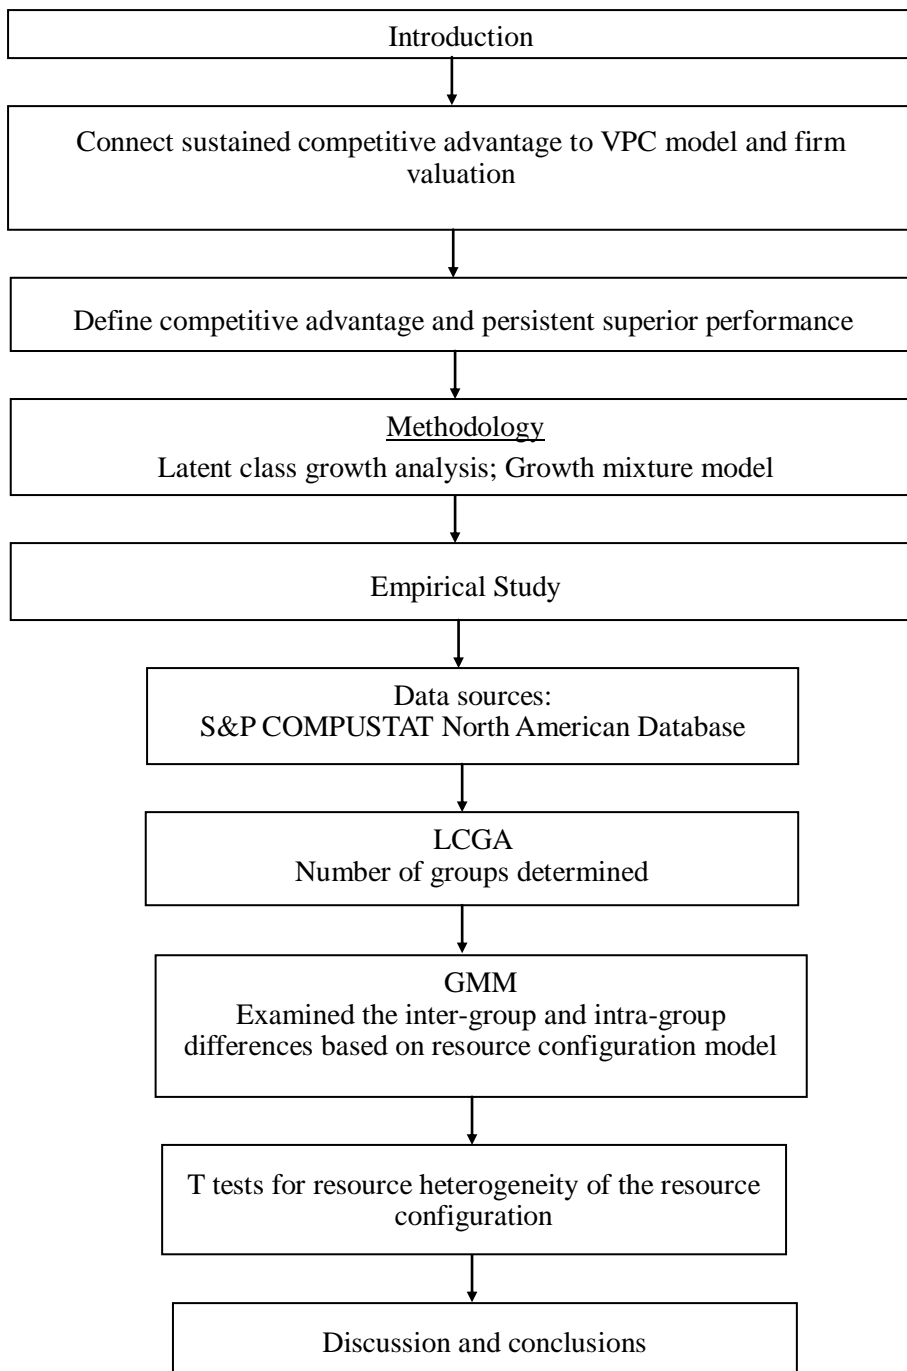 Introduction
Connect sustained competitive advantage to VPC model and firm
valuation
Define competitive advantage and persistent superior performance
Methodology
Latent class growth analysis; Growth mixture model
Empirical Study
Data sources:
S&P COMPUSTAT North American Database
LCGA
Number of groups determined
GMM
Examined the inter-group and intra-group
differences based on resource configuration model
T tests for resource heterogeneity of the resource
configuration
Discussion and conclusions